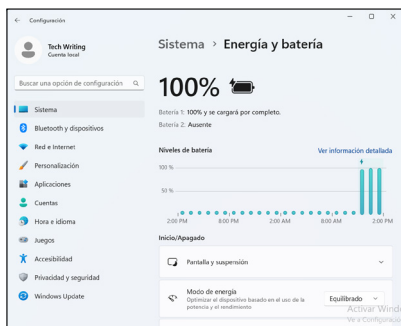 Configuración
Tech Writing
Cuenta local
Buscar una opción de configuración
Sistema
Bluetooth y dispositivos
Red e Internet
Personalización
Aplicaciones
Cuentas
Hora e idioma
Juegos
Accesibilidad
Privacidad y seguridad
Windows Update
Sistema > Energía y batería
100%
Batería 1: 100% y se cargará por completo.
Batería 2: Ausente
Niveles de batería Ver información detallada
100 %
50 %
2:00 PM 8:00 PM 2:00 AM 8:00 AM 2:00 PM
Inicio/Apagado
Pantalla y suspensión
Modo de energía
Optimizar el dispositivo basado en el uso de la
potencia y el rendimiento
Equilibrado
Activar Wind
Ve a Configura